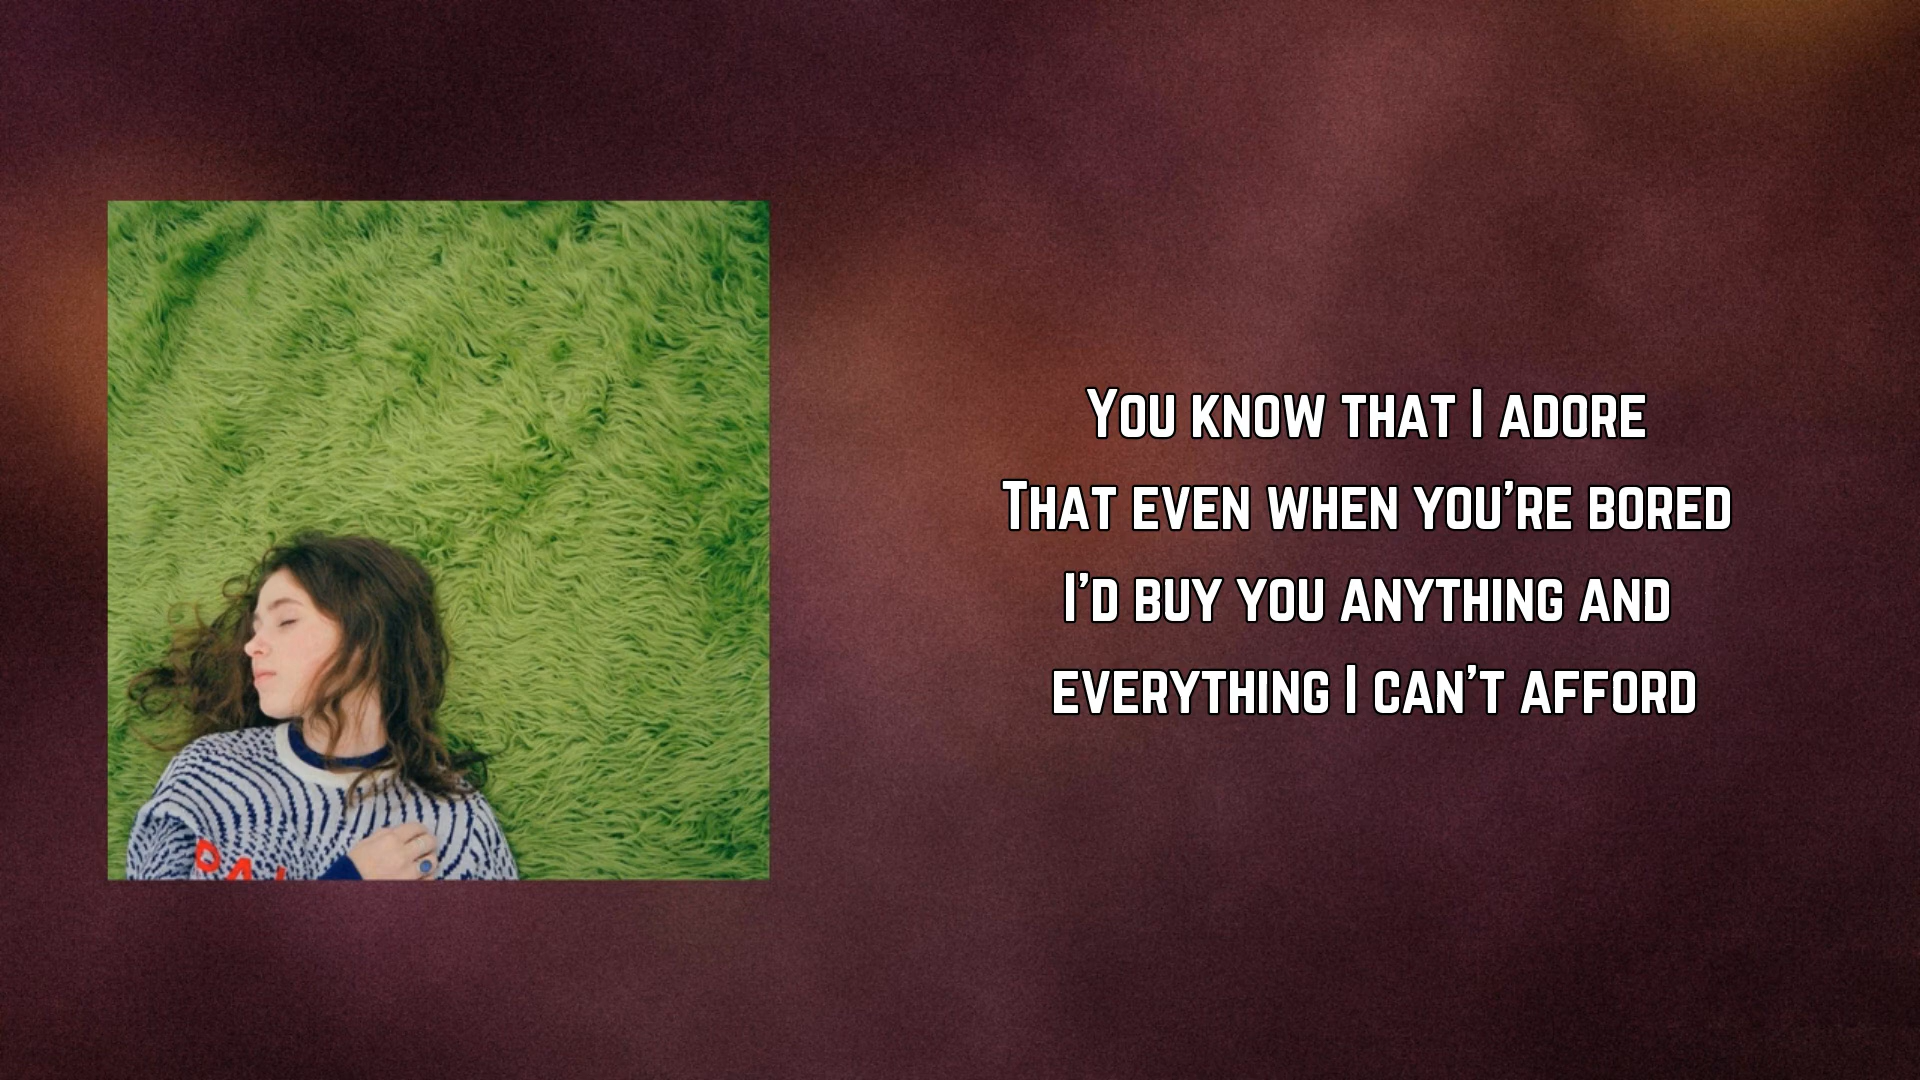 You know that I adore
That even when you're bored
I'd buy you anything and
everything I can't afford